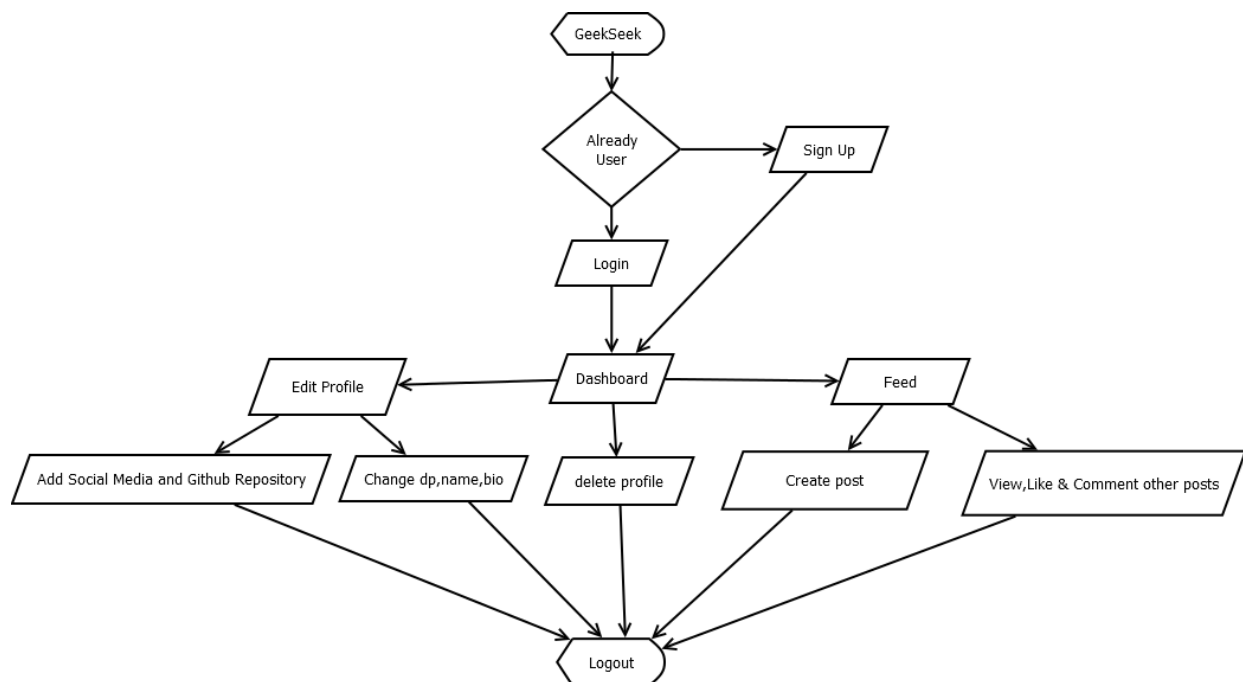 GeekSeek
Already
User
Sign Up
Login
Edit Profile
Dashboard
Feed
Add Social Media and Github Repository
Change dp,name,bio
delete profile
Create post
View,Like & Comment other posts
Logout